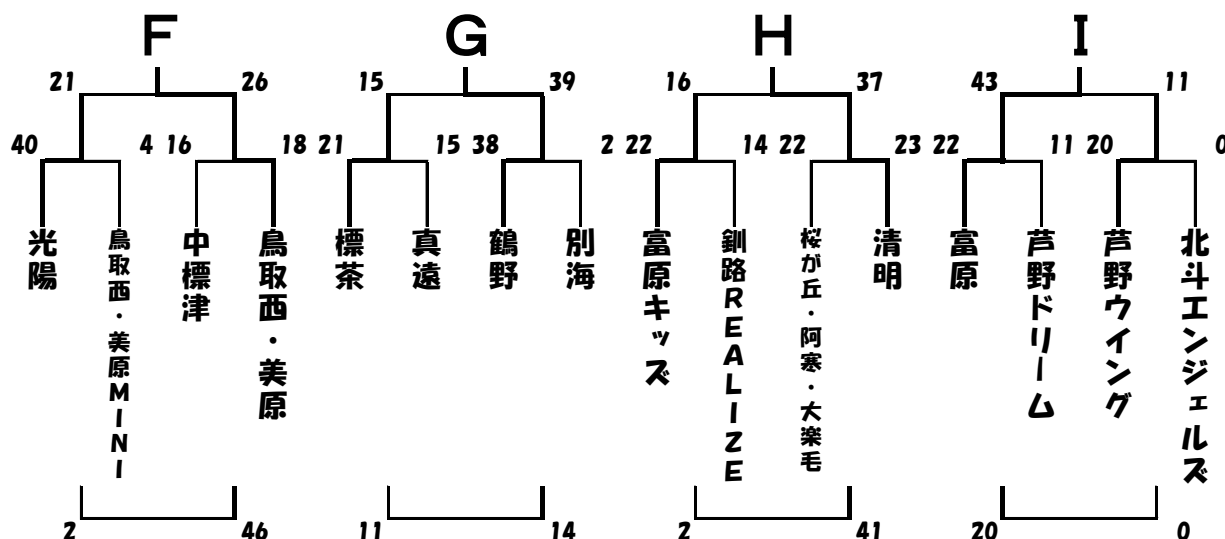 F G H I
21 26 15 39 16 37 43 11
40 4 16 18 21 15 38 2 22 14 22 23 22 11 20 0
光陽
鳥取西・美原MINI
中標津
鳥取西・美原
標茶
真遠
鶴野
別海
富原キッズ
釧路REALIZE
桜が丘・阿寒・大楽毛
清明
富原
芦野ドリーム
芦野ウイング
北斗エンジェルズ
2 46 11 14 2 41 20 0